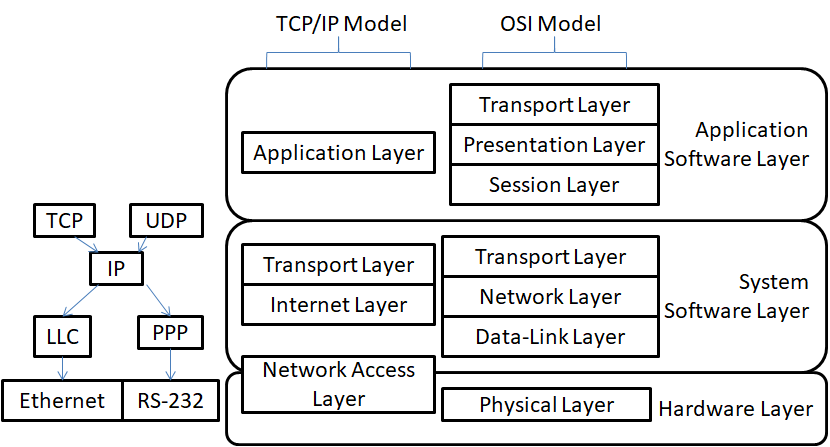 TCP/IP Model
OSI Model
Transport Layer
Application Layer
Presentation Layer
Session Layer
Application
Software Layer
TCP
UDP
IP
LLC
PPP
Ethernet
RS-232
Transport Layer
Internet Layer
Transport Layer
Network Layer
Data-Link Layer
System
Software Layer
Network Access
Layer
Physical Layer
Hardware Layer